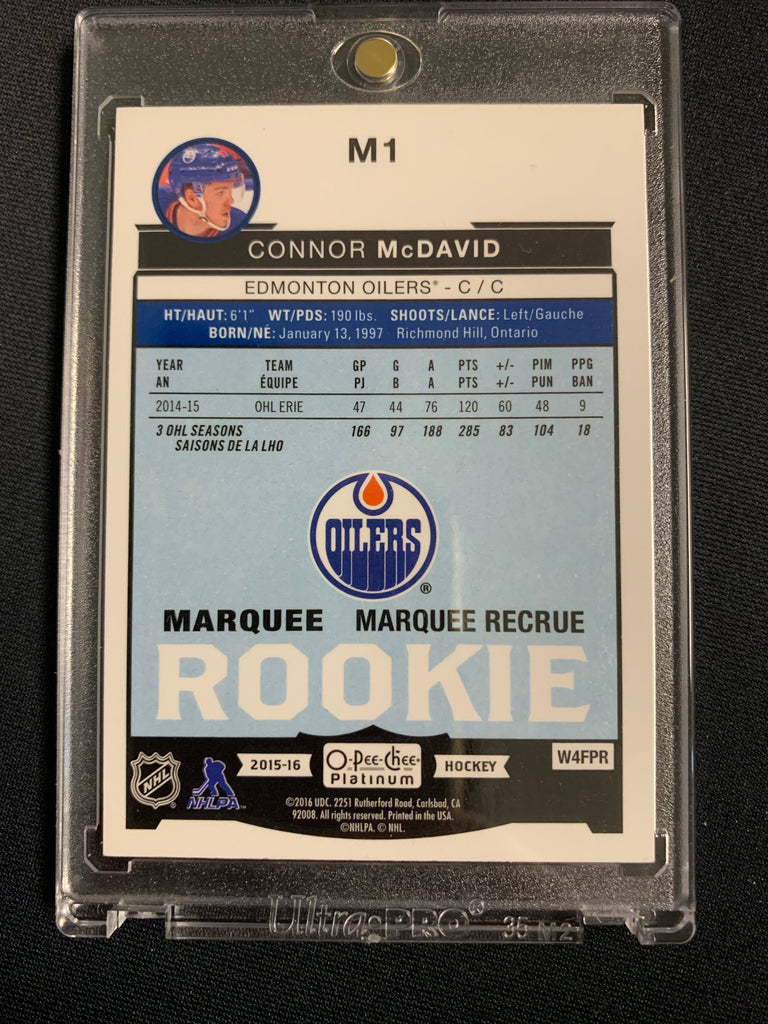 M1
CONNOR McDAVID
EDMONTON OILERS® - C / C
HT/HAUT: 6'1" WT/PDS: 190 lbs. SHOOTS/LANCE: Left/Gauche
BORN/NÉ: January 13, 1997 · Richmond Hill, Ontario
YEAR TEAM GP G A PTS +/- PIM PPG
AN ÉQUIPE PJ B A PTS +/- PUN BAN
2014-15 OHL ERIE 47 44 76 120 60 48 9
3 OHL SEASONS 166 97 188 285 83 104 18
SAISONS DE LA LHO
OILERS ®
MARQUEE MARQUEE RECRUE
ROOKIE
NHL NHLPA™ 2015-16 O-Pee-Chee® Platinum HOCKEY W4FPR
©2016 UDC. 2251 Rutherford Road, Carlsbad, CA
92008. All rights reserved. Printed in the USA.
©NHLPA. © NHL.
Ultra·PRO® 35 M2